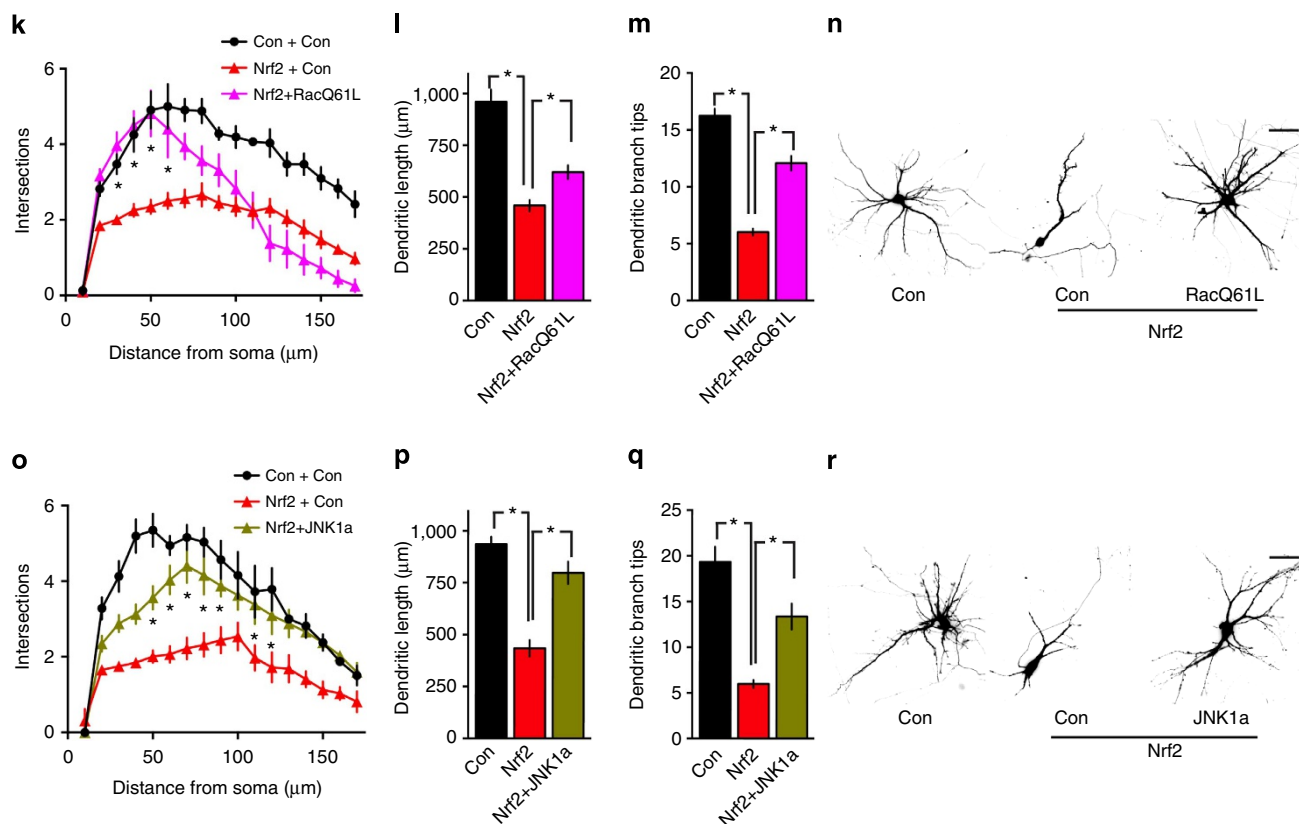 k
Con + Con
Nrf2 + Con
Nrf2+RacQ61L
6
4
2
0
Intersections
0 50 100 150
Distance from soma (μm)
l
1,000
750
500
250
0
Dendritic length (μm)
* *
Con
Nrf2
Nrf2+RacQ61L
m
20
15
10
5
0
Dendritic branch tips
* *
Con
Nrf2
Nrf2+RacQ61L
n
Con
Con RacQ61L
Nrf2
o
Con + Con
Nrf2 + Con
Nrf2+JNK1a
6
4
2
0
Intersections
0 50 100 150
Distance from soma (μm)
p
1,000
750
500
250
0
Dendritic length (μm)
* *
Con
Nrf2
Nrf2+JNK1a
q
25
20
15
10
5
0
Dendritic branch tips
* *
Con
Nrf2
Nrf2+JNK1a
r
Con
Con JNK1a
Nrf2